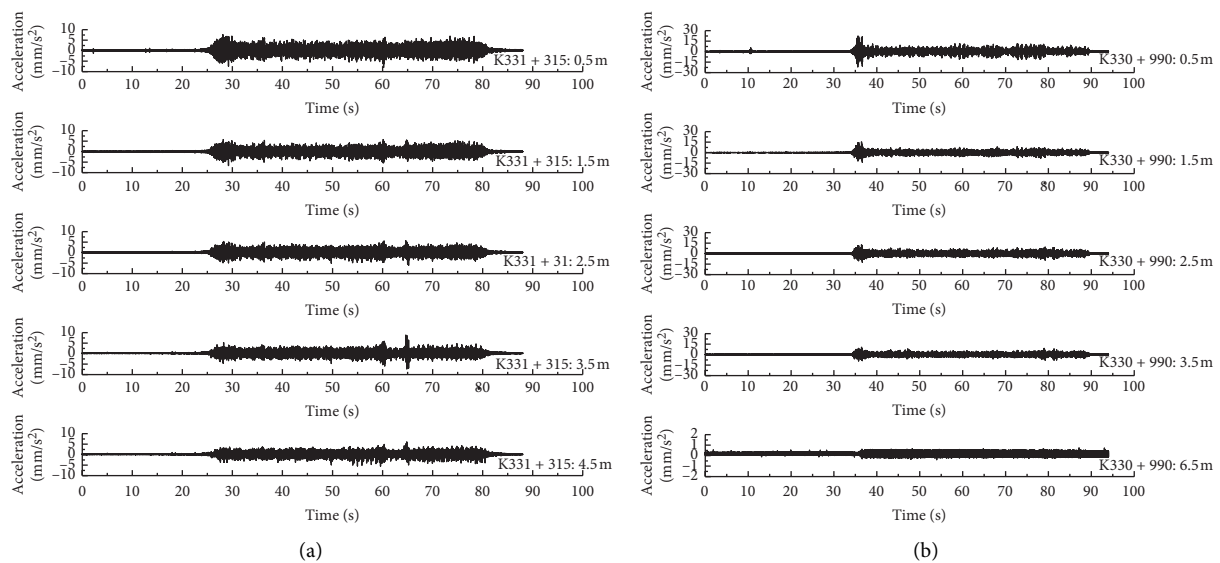 Acceleration
(mm/s²)
10
5
0
−5
−10
K331 + 315: 0.5 m
0 10 20 30 40 50 60 70 80 90 100
Time (s)
Acceleration
(mm/s²)
10
5
0
−5
−10
K331 + 315: 1.5 m
0 10 20 30 40 50 60 70 80 90 100
Time (s)
Acceleration
(mm/s²)
10
5
0
−5
−10
K331 + 31: 2.5 m
0 10 20 30 40 50 60 70 80 90 100
Time (s)
Acceleration
(mm/s²)
10
5
0
−5
−10
K331 + 315: 3.5 m
0 10 20 30 40 50 60 70 80 90 100
Time (s)
Acceleration
(mm/s²)
10
5
0
−5
−10
K331 + 315: 4.5 m
0 10 20 30 40 50 60 70 80 90 100
Time (s)
(a)
Acceleration
(mm/s²)
30
15
0
−15
−30
K330 + 990: 0.5 m
0 10 20 30 40 50 60 70 80 90 100
Time (s)
Acceleration
(mm/s²)
30
15
0
−15
−30
K330 + 990: 1.5 m
0 10 20 30 40 50 60 70 80 90 100
Time (s)
Acceleration
(mm/s²)
30
15
0
−15
−30
K330 + 990: 2.5 m
0 10 20 30 40 50 60 70 80 90 100
Time (s)
Acceleration
(mm/s²)
30
15
0
−15
−30
K330 + 990: 3.5 m
0 10 20 30 40 50 60 70 80 90 100
Time (s)
Acceleration
(mm/s²)
2
1
0
−2
K330 + 990: 6.5 m
0 10 20 30 40 50 60 70 80 90 100
Time (s)
(b)